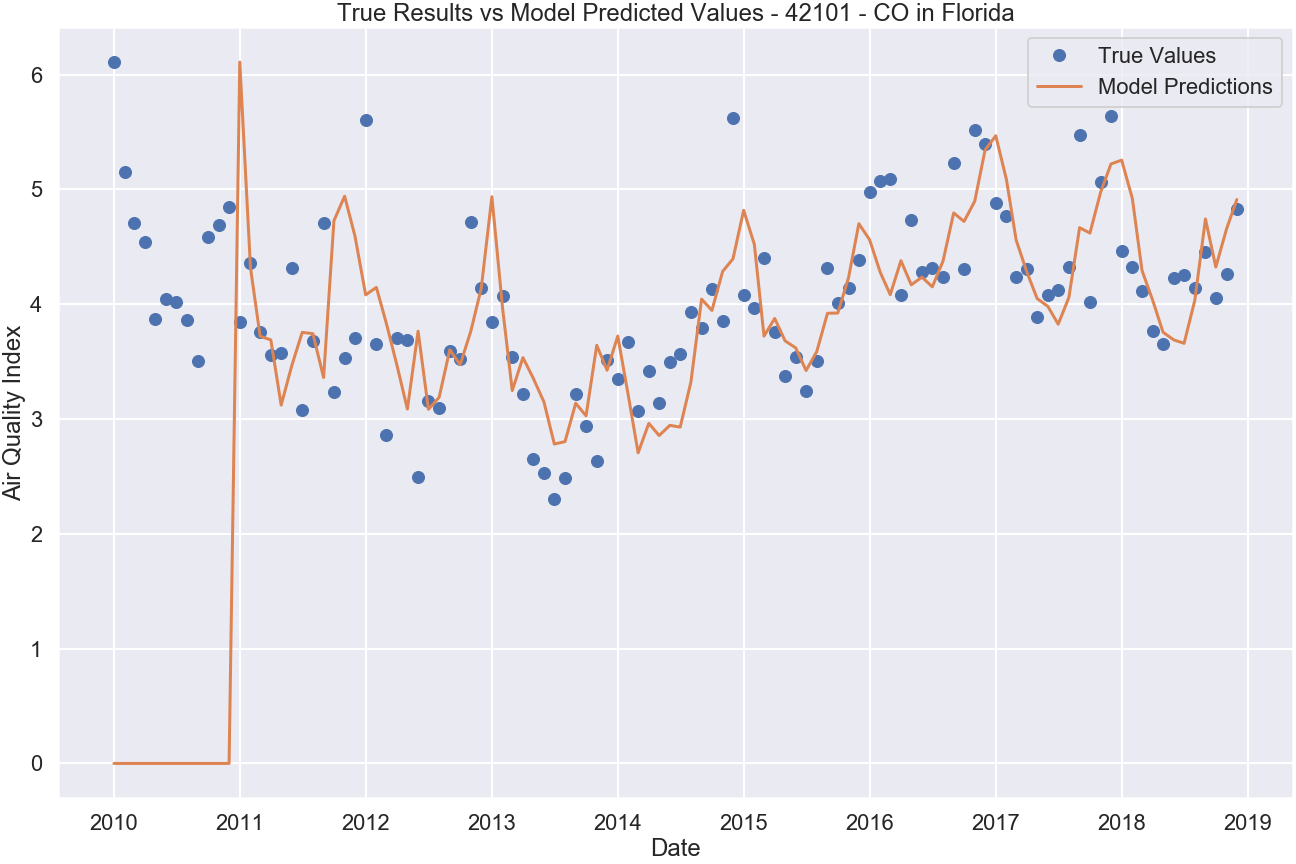 True Results vs Model Predicted Values - 42101 - CO in Florida
True Values
Model Predictions
Air Quality Index
6
5
4
3
2
1
0
2010 2011 2012 2013 2014 2015 2016 2017 2018 2019
Date